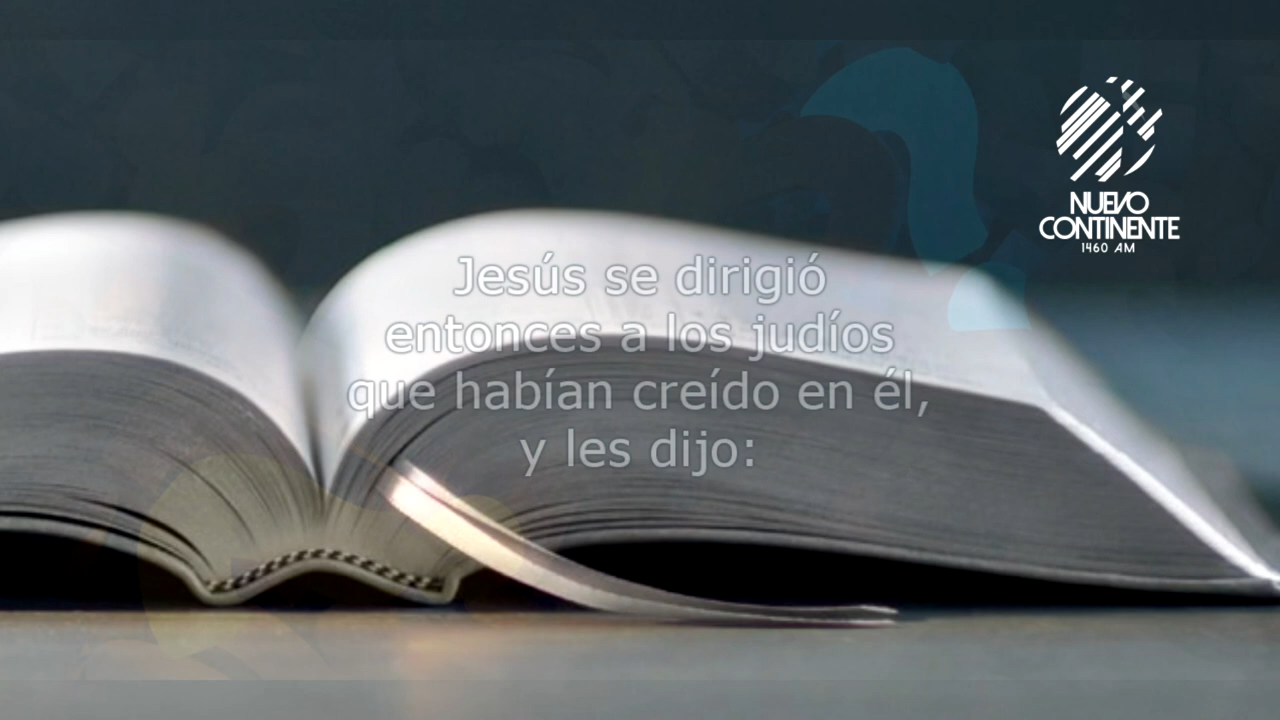 NUEVO
CONTINENTE
1460 AM
Jesús se dirigió
entonces a los judíos
que habían creído en él,
y les dijo: